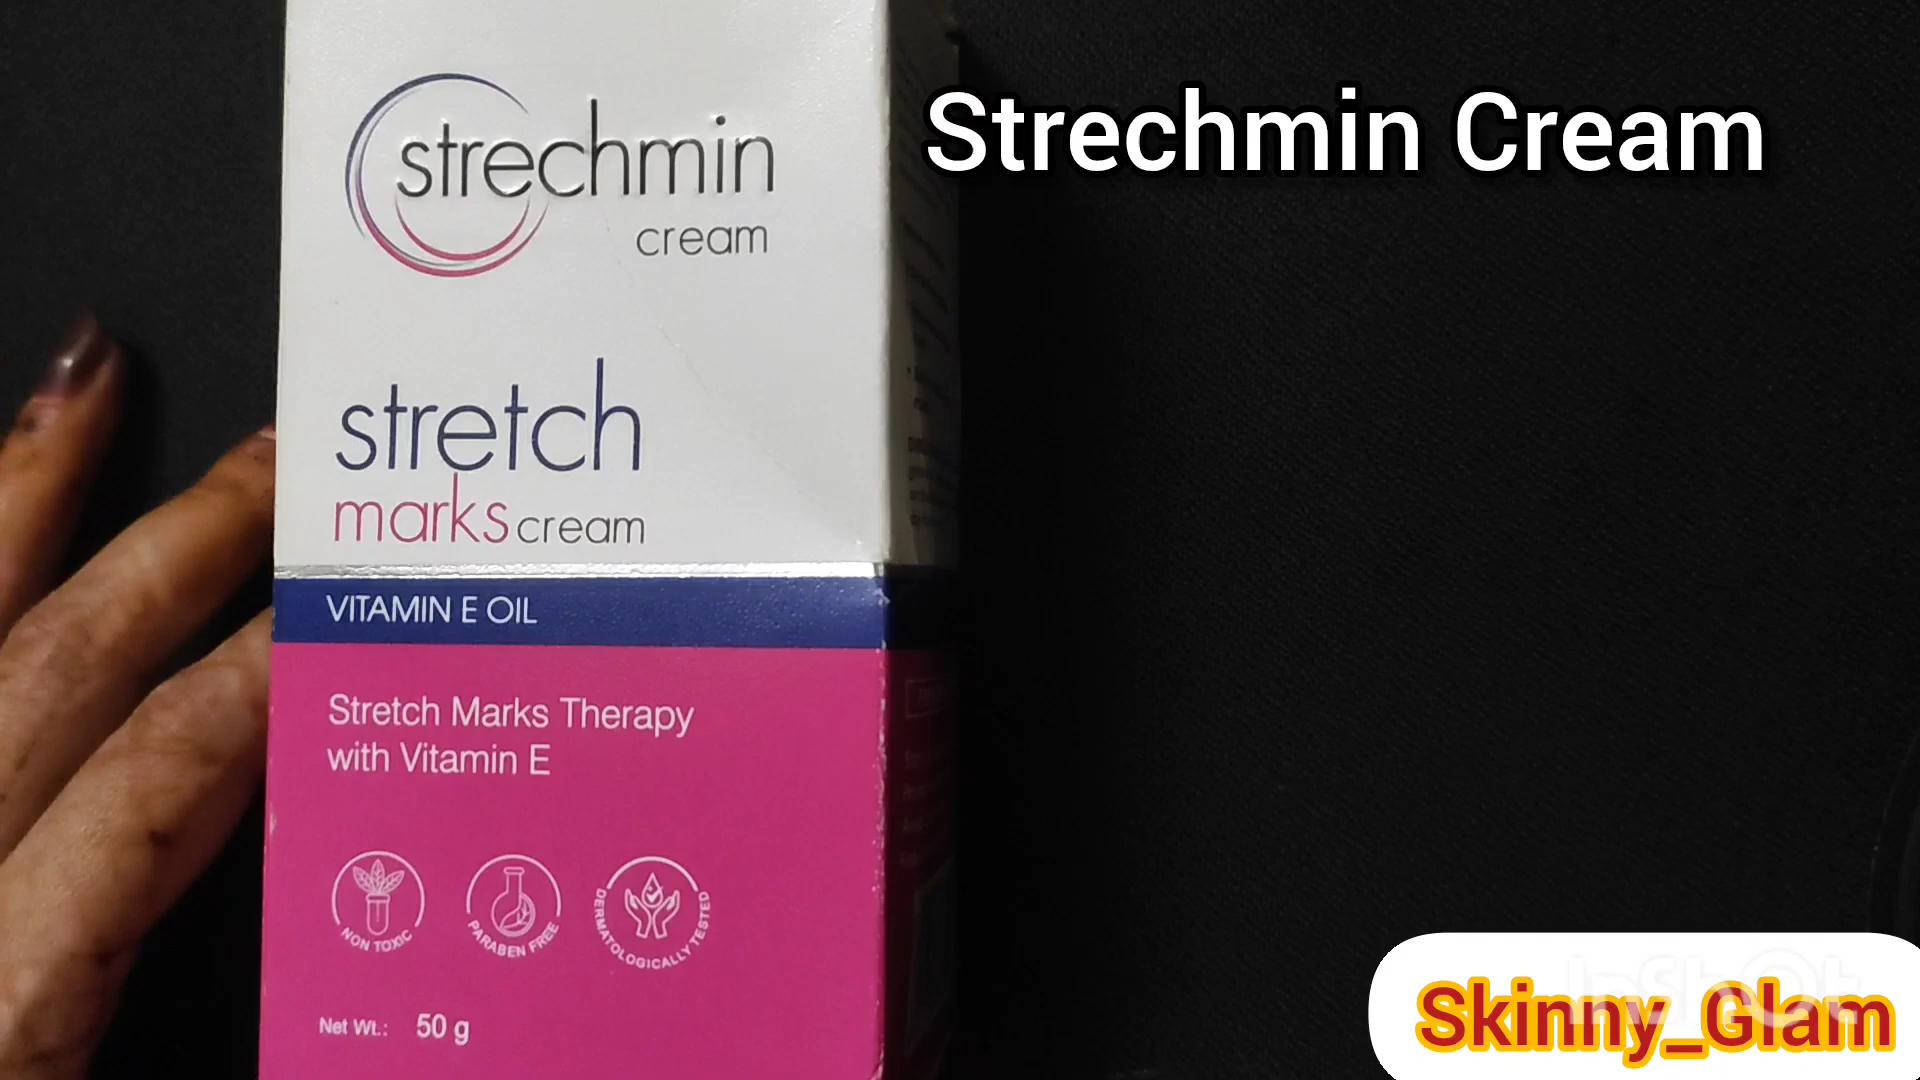 strechmin
cream
Strechmin Cream
stretch
marks cream
VITAMIN E OIL
Stretch Marks Therapy
with Vitamin E
NON TOXIC
PARABEN FREE
DERMATOLOGICALLY TESTED
Net Wt.: 50 g
InShOt
Skinny_Glam